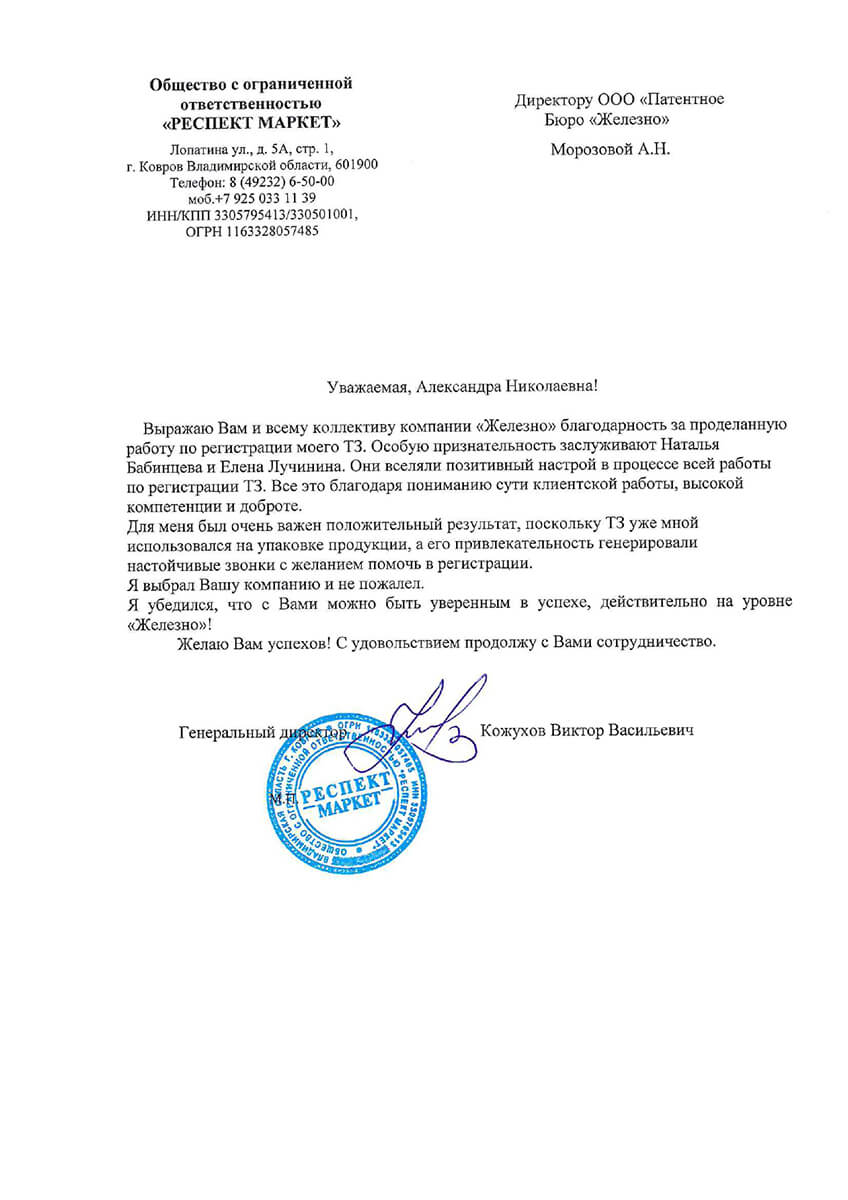 Общество с ограниченной
ответственностью
«РЕСПЕКТ МАРКЕТ»
Лопатина ул., д. 5А, стр. 1,
г. Ковров Владимирской области, 601900
Телефон: 8 (49232) 6-50-00
моб.+7 925 033 11 39
ИНН/КПП 3305795413/330501001,
ОГРН 1163328057485
Директору ООО «Патентное
Бюро «Железно»
Морозовой А.Н.
Уважаемая, Александра Николаевна!
Выражаю Вам и всему коллективу компании «Железно» благодарность за проделанную
работу по регистрации моего ТЗ. Особую признательность заслуживают Наталья
Бабинцева и Елена Лучинина. Они вселяли позитивный настрой в процессе всей работы
по регистрации ТЗ. Все это благодаря пониманию сути клиентской работы, высокой
компетенции и доброте.
Для меня был очень важен положительный результат, поскольку ТЗ уже мной
использовался на упаковке продукции, а его привлекательность генерировали
настойчивые звонки с желанием помочь в регистрации.
Я выбрал Вашу компанию и не пожалел.
Я убедился, что с Вами можно быть уверенным в успехе, действительно на уровне
«Железно»!
Желаю Вам успехов! С удовольствием продолжу с Вами сотрудничество.
Генеральный директор
Кожухов Виктор Васильевич
М.П.
РЕСПЕКТ
МАРКЕТ
ВЛАДИМИРСКАЯ ОБЛАСТЬ Г. КОВРОВ ОГРН 1163328057485 ИНН 3305795413
ОБЩЕСТВО С ОГРАНИЧЕННОЙ ОТВЕТСТВЕННОСТЬЮ "РЕСПЕКТ МАРКЕТ"